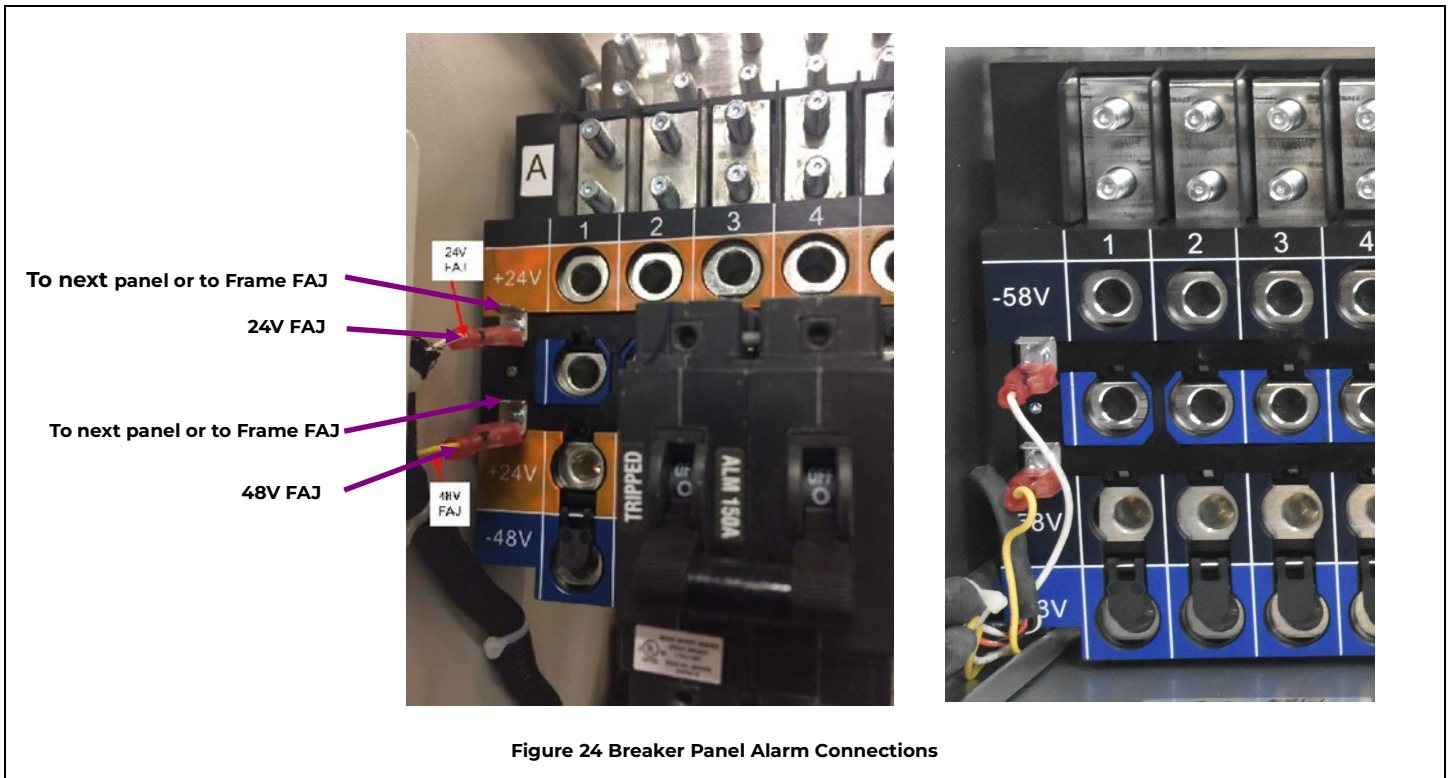 To next panel or to Frame FAJ
24V FAJ
To next panel or to Frame FAJ
48V FAJ
A
1 2 3 4
24V
FAJ
+24V
+24V
48V
FAJ
-48V
TRIPPED
ALM 150A
1 2 3 4
-58V
Figure 24 Breaker Panel Alarm Connections